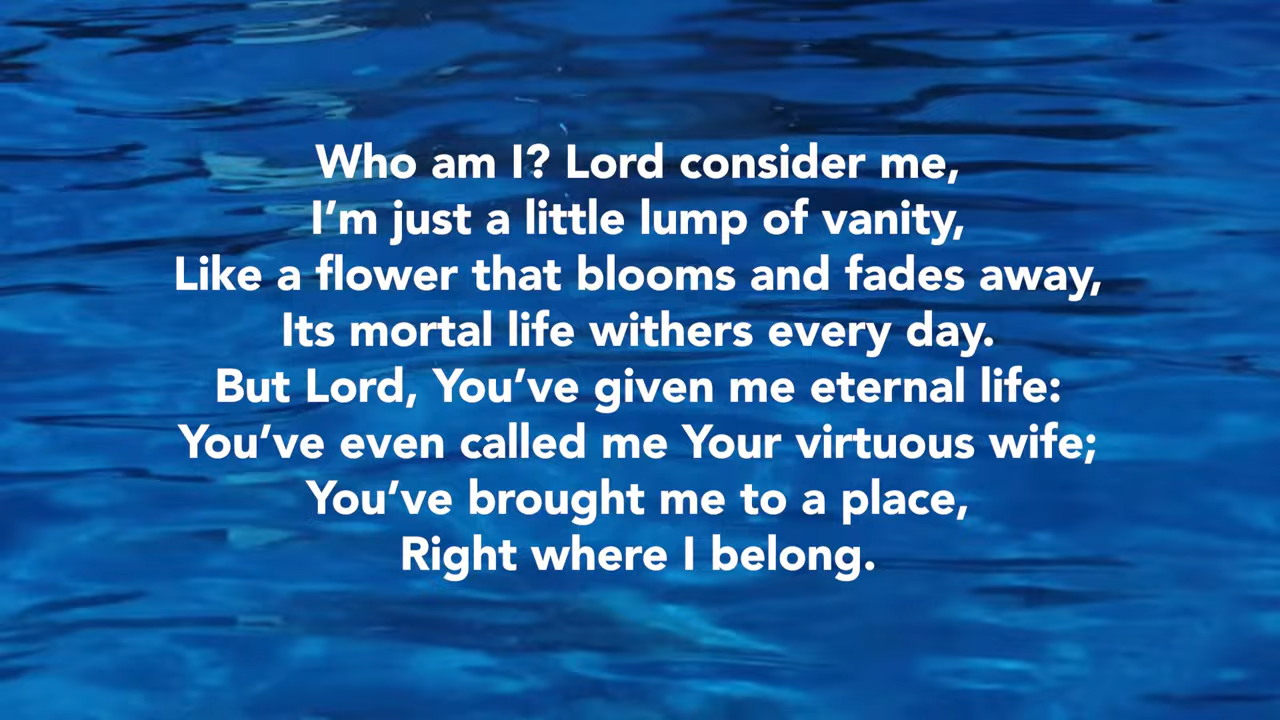 Who am I? Lord consider me,
I’m just a little lump of vanity,
Like a flower that blooms and fades away,
Its mortal life withers every day.
But Lord, You’ve given me eternal life:
You’ve even called me Your virtuous wife;
You’ve brought me to a place,
Right where I belong.